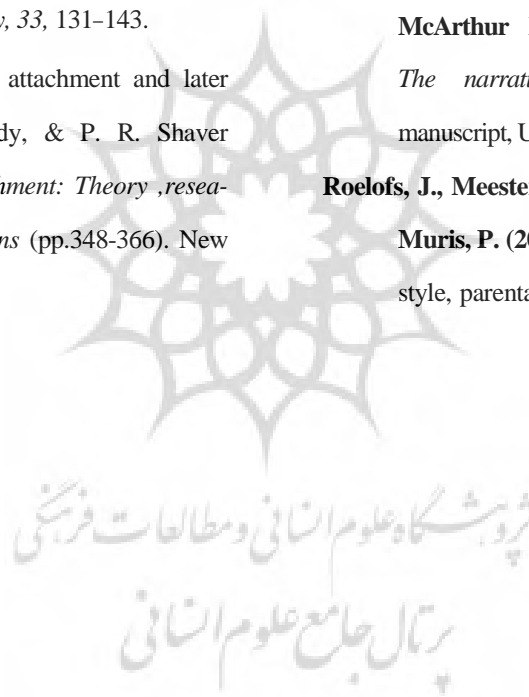 y, 33, 131–143.
attachment and later
dy, & P. R. Shaver
hment: Theory ,resea-
ns (pp.348-366). New
McArthur
The narrati
manuscript, U
Roelofs, J., Meeste
Muris, P. (20
style, parenta
پژوهشگاه علوم انسانی و مطالعات فرهنگی
پرتال جامع علوم انسانی